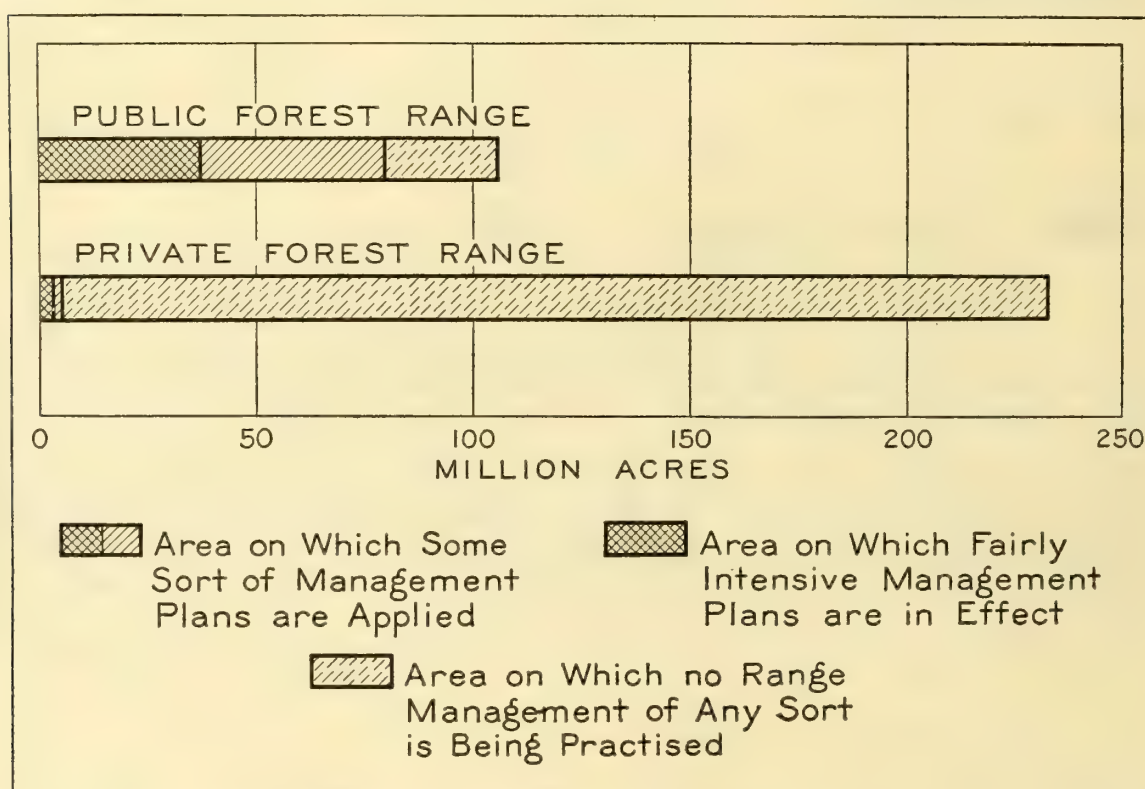 PUBLIC FOREST RANGE
PRIVATE FOREST RANGE
0 50 100 150 200 250
MILLION ACRES
Area on Which Some
Sort of Management
Plans are Applied
Area on Which Fairly
Intensive Management
Plans are in Effect
Area on Which no Range
Management of Any Sort
is Being Practised